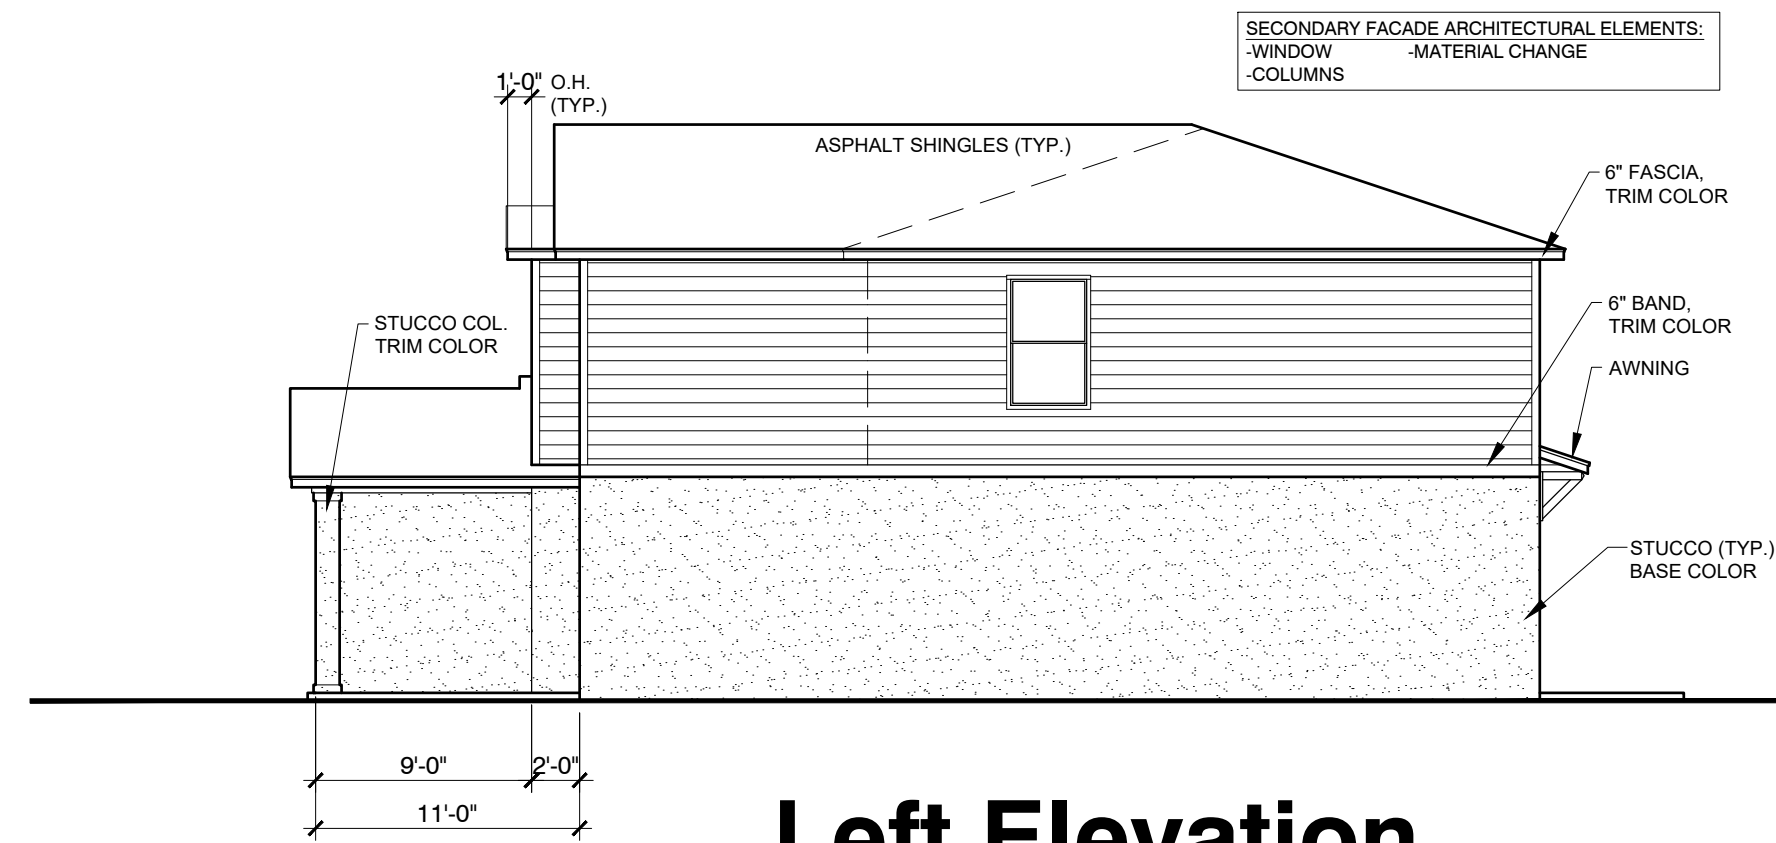 SECONDARY FACADE ARCHITECTURAL ELEMENTS:
-WINDOW -MATERIAL CHANGE
-COLUMNS
1'-0" O.H.
(TYP.)
ASPHALT SHINGLES (TYP.)
6" FASCIA,
TRIM COLOR
STUCCO COL.
TRIM COLOR
6" BAND,
TRIM COLOR
AWNING
STUCCO (TYP.)
BASE COLOR
9'-0" 2'-0"
11'-0"
Left Elevation